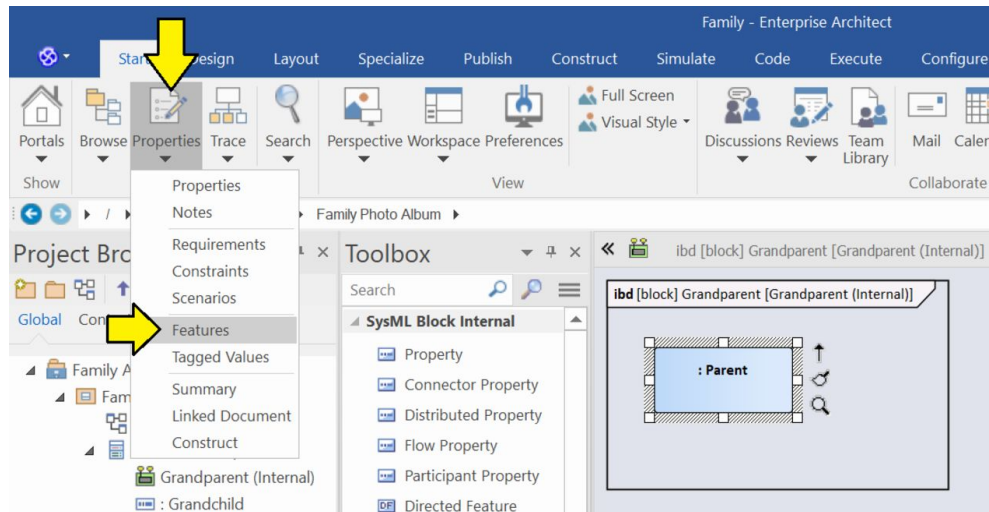 Family - Enterprise Architect
Design Layout Specialize Publish Construct Simulate Code Execute Configure
Full Screen
Visual Style
Portals Browse Properties Trace Search Perspective Workspace Preferences Discussions Reviews Team Library Mail
Show View Collaborate
Properties
Notes
/ Family Photo Album
Requirements
Constraints
Scenarios
Features
Tagged Values
Summary
Linked Document
Construct
Project
Global
Family
Grandparent (Internal)
: Grandchild
Toolbox
Search
SysML Block Internal
Property
Connector Property
Distributed Property
Flow Property
Participant Property
DF Directed Feature
ibd [block] Grandparent [Grandparent (Internal)]
ibd [block] Grandparent [Grandparent (Internal)]
: Parent